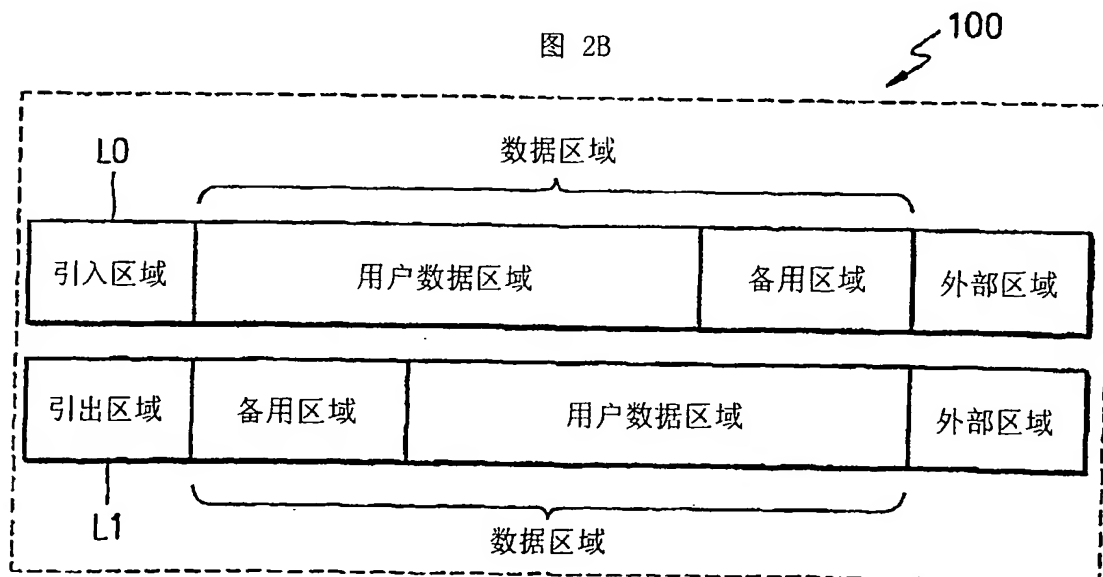 图 2B
100
L0
数据区域
引入区域 用户数据区域 备用区域 外部区域
引出区域 备用区域 用户数据区域 外部区域
L1
数据区域